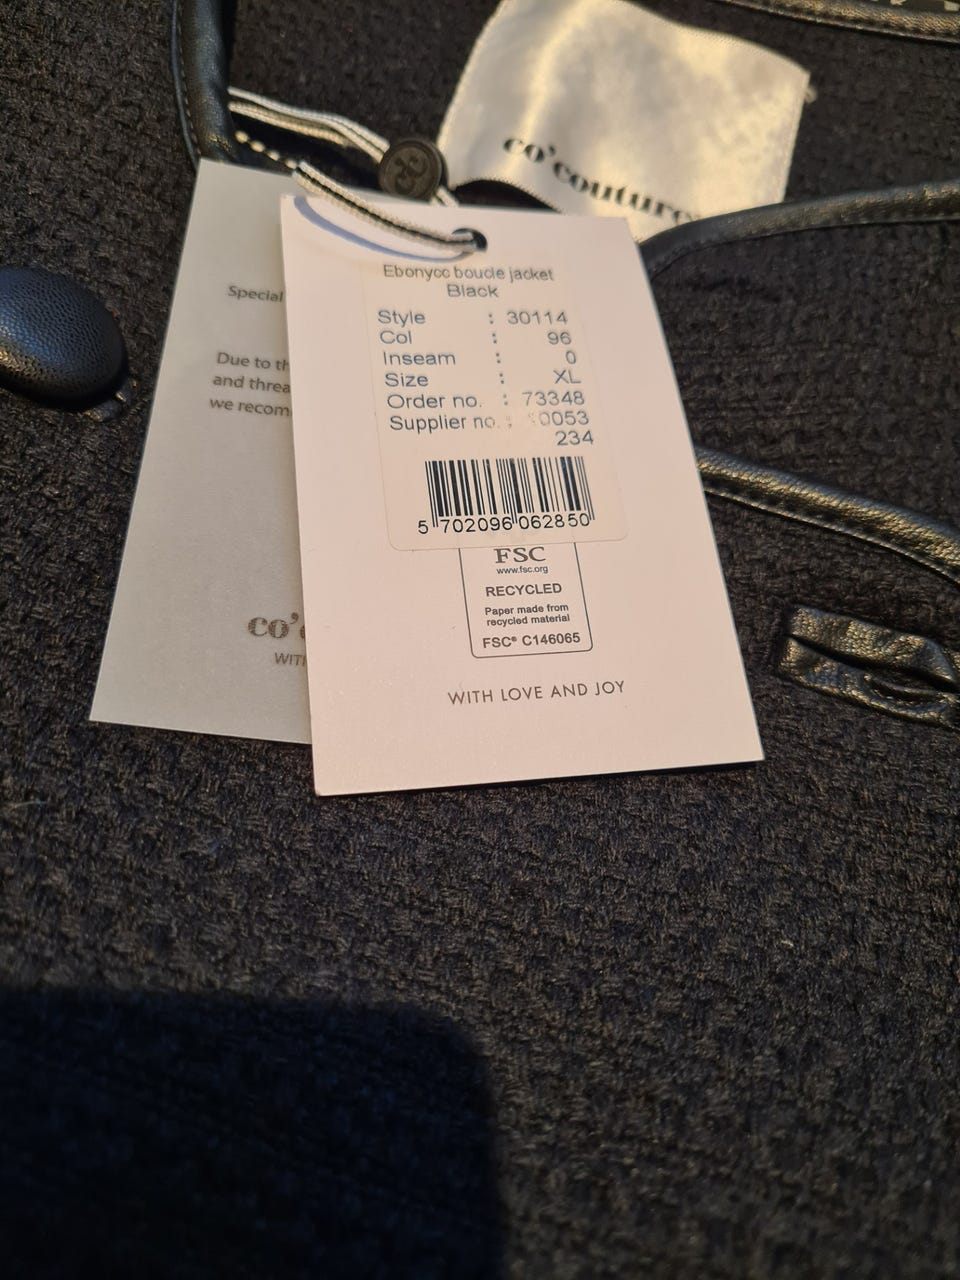 co'couture
Special
Due to th
and threa
we recom
co'
WIT
Ebonycc boucle jacket
Black
Style : 30114
Col : 96
Inseam : 0
Size : XL
Order no. : 73348
Supplier no. : 0053
234
5 702096 062850
FSC
www.fsc.org
RECYCLED
Paper made from
recycled material
FSC® C146065
WITH LOVE AND JOY